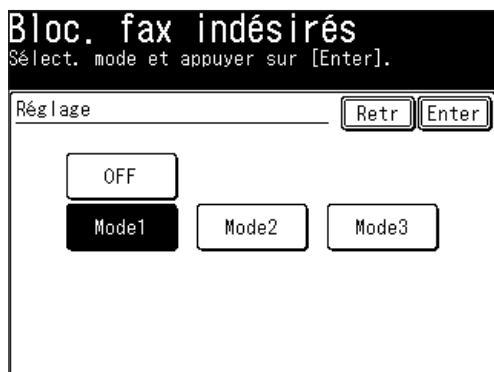 Bloc. fax indésirés
Sélect. mode et appuyer sur [Enter].
Réglage Retr Enter
OFF
Mode1 Mode2 Mode3